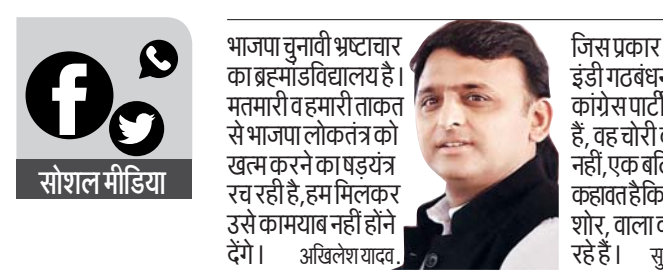 सोशल मीडिया
भाजपा चुनावी भ्रष्टाचार
का ब्रह्माडविद्यालय है।
मतमारी व हमारी ताकत
से भाजपा लोकतंत्र को
खत्म करने का षड़यंत्र
रच रही है, हम मिलकर
उसे कामयाब नहीं होंने
देंगे। अखिलेश यादव.
जिस प्रकार
इंडी गठबंधन
कांग्रेस पार्टी
हैं, वह चोरी
नहीं, एक
कहावत है कि
शोर, वाला
रहे हैं।